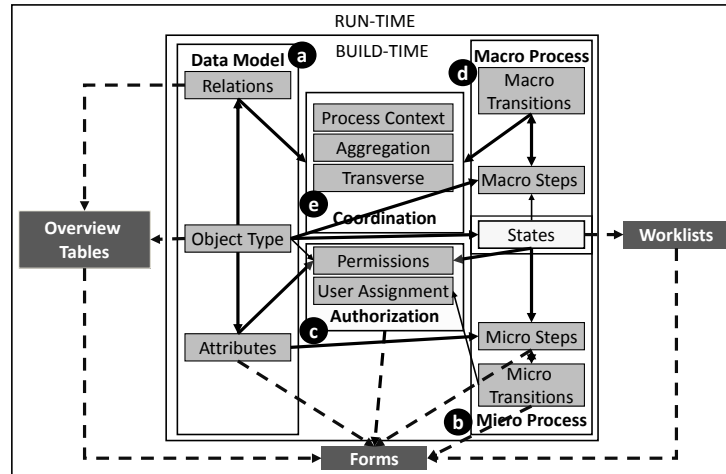 RUN-TIME
BUILD-TIME
a
Data Model
Relations
d
Macro Process
Macro
Transitions
Process Context
Aggregation
Transverse
Macro Steps
e
Coordination
Overview
Tables
Object Type
States
Worklists
Permissions
User Assignment
Authorization
c
Attributes
Micro Steps
Micro
Transitions
b
Micro Process
Forms